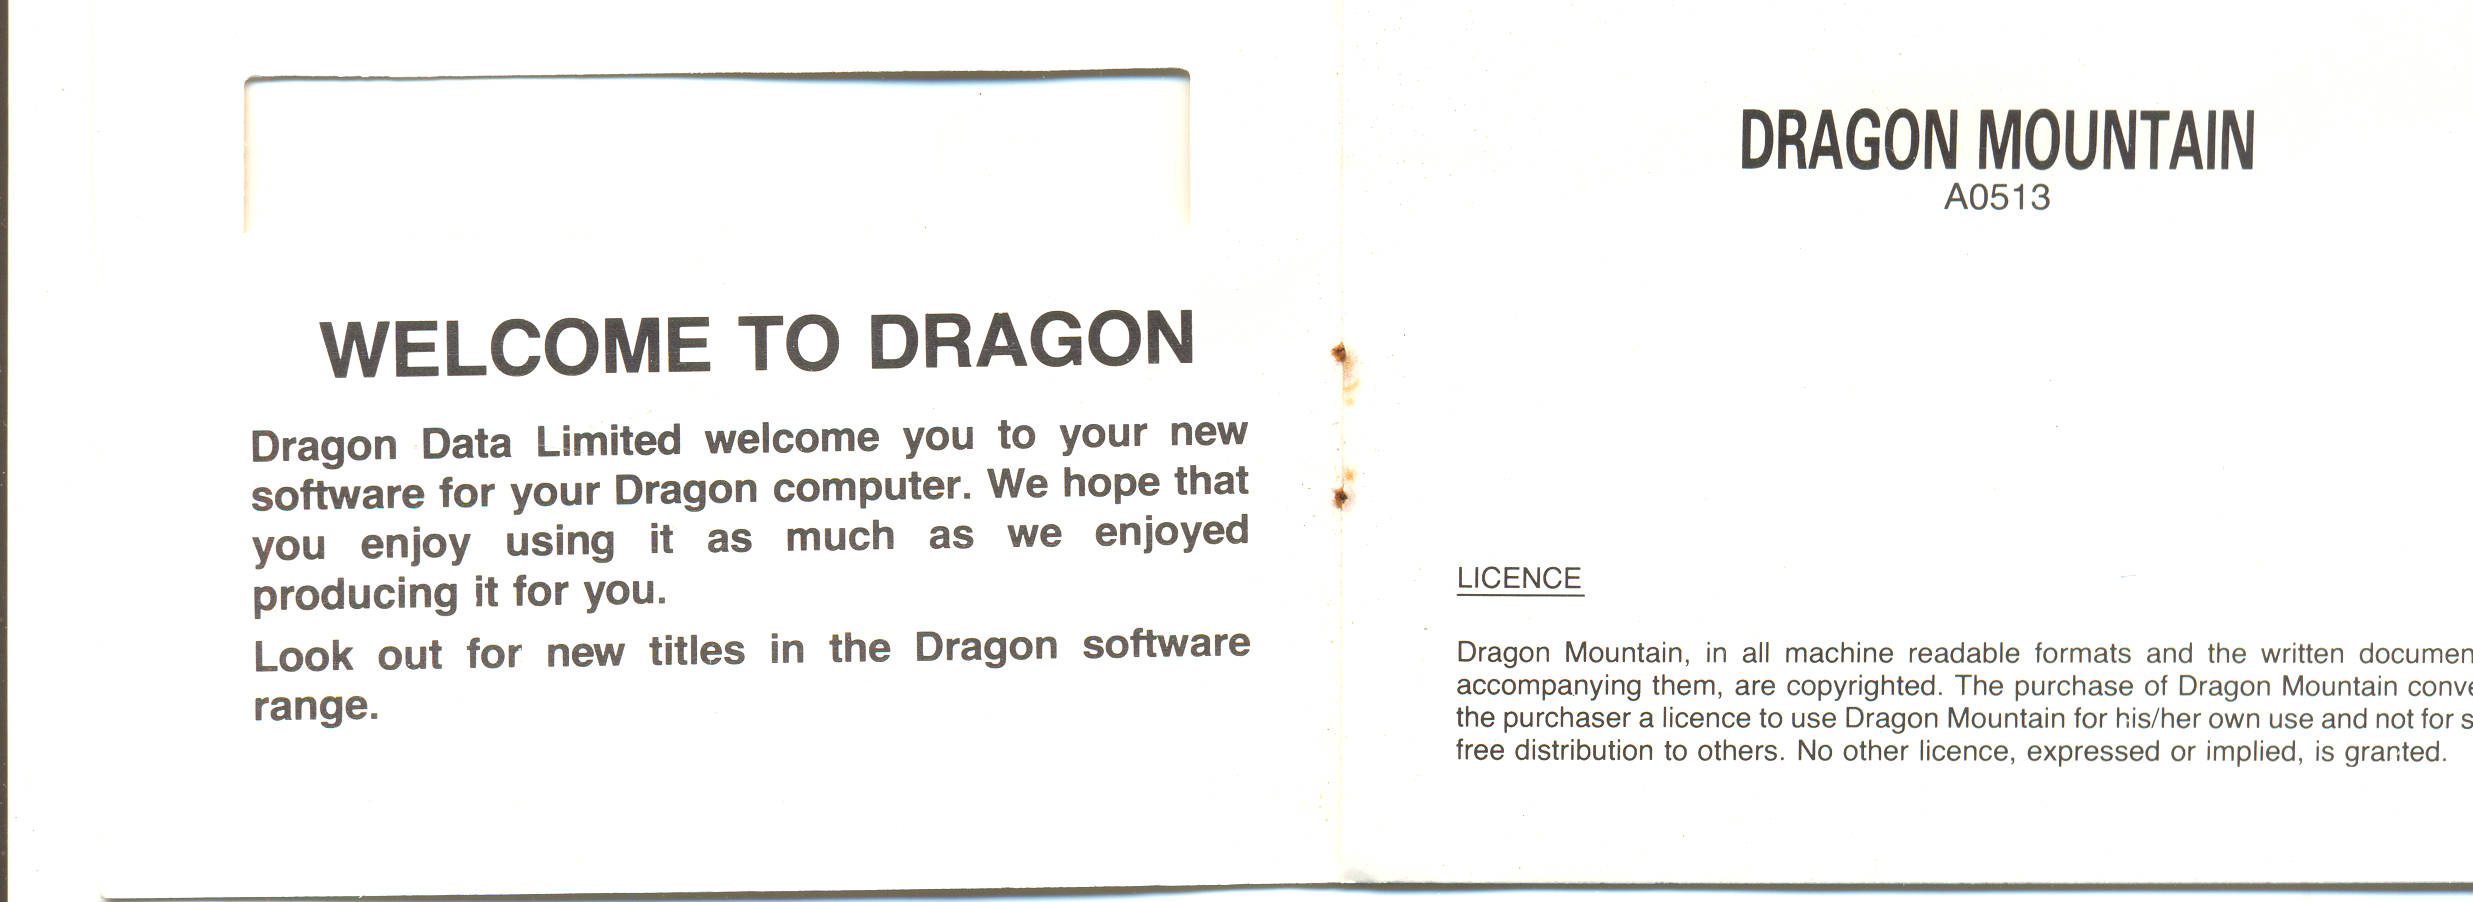 WELCOME TO DRAGON
Dragon Data Limited welcome you to your new
software for your Dragon computer. We hope that
you enjoy using it as much as we enjoyed
producing it for you.
Look out for new titles in the Dragon software
range.
DRAGON MOUNTAIN
A0513
LICENCE
Dragon Mountain, in all machine readable formats and the written documen
accompanying them, are copyrighted. The purchase of Dragon Mountain conve
the purchaser a licence to use Dragon Mountain for his/her own use and not for s
free distribution to others. No other licence, expressed or implied, is granted.